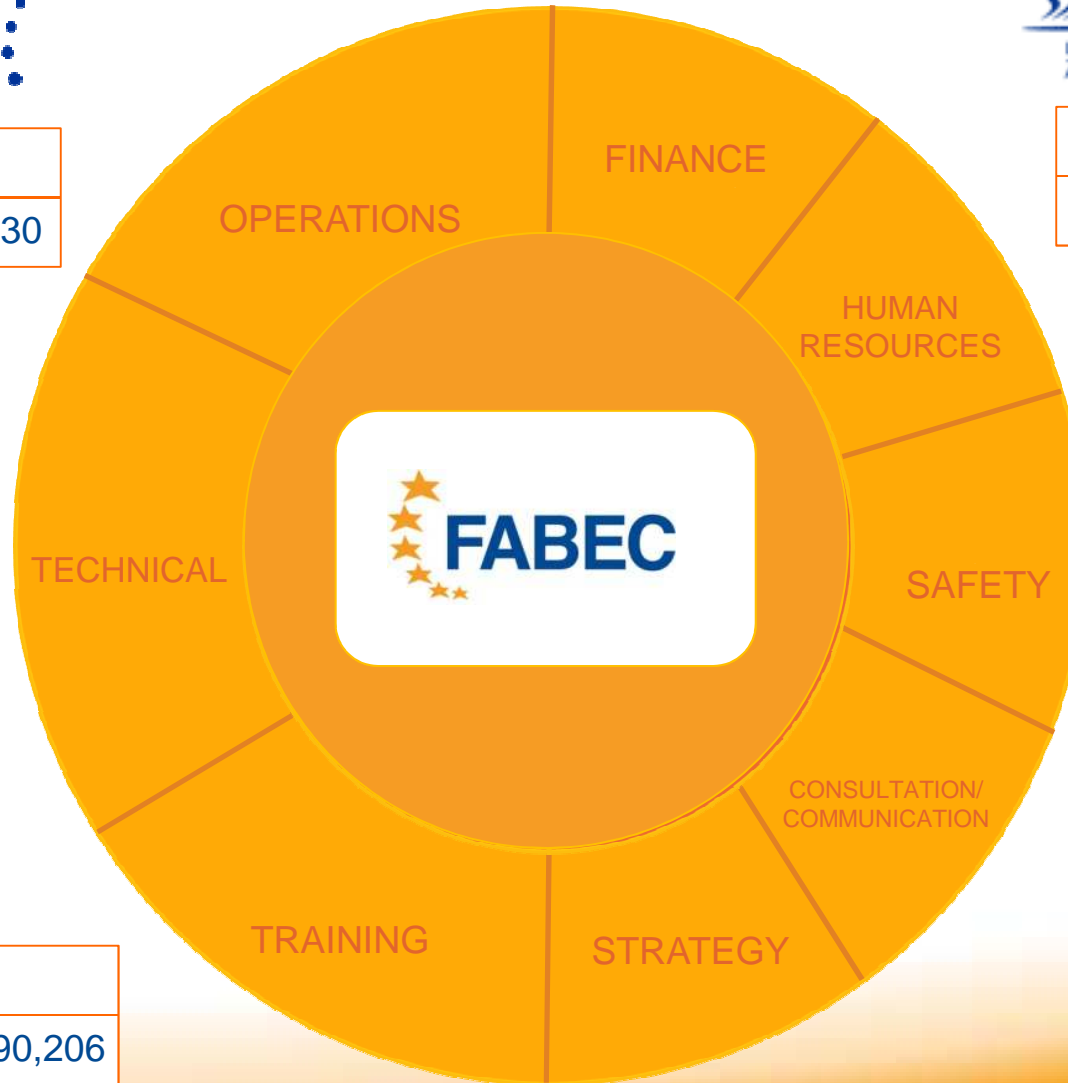 FINANCE
OPERATIONS
30
HUMAN
RESOURCES
FABEC
TECHNICAL
SAFETY
CONSULTATION/
COMMUNICATION
TRAINING
STRATEGY
90,206